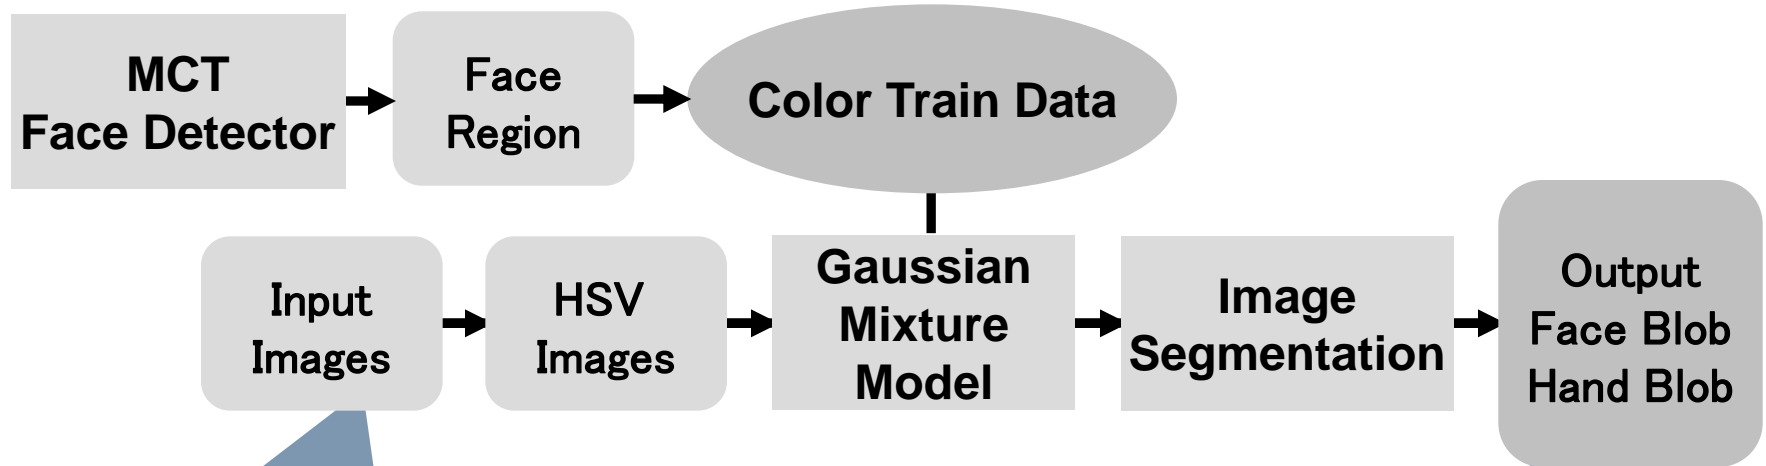 MCT
Face Detector
Face
Region
Color Train Data
Input
Images
HSV
Images
Gaussian
Mixture
Model
Image
Segmentation
Output
Face Blob
Hand Blob